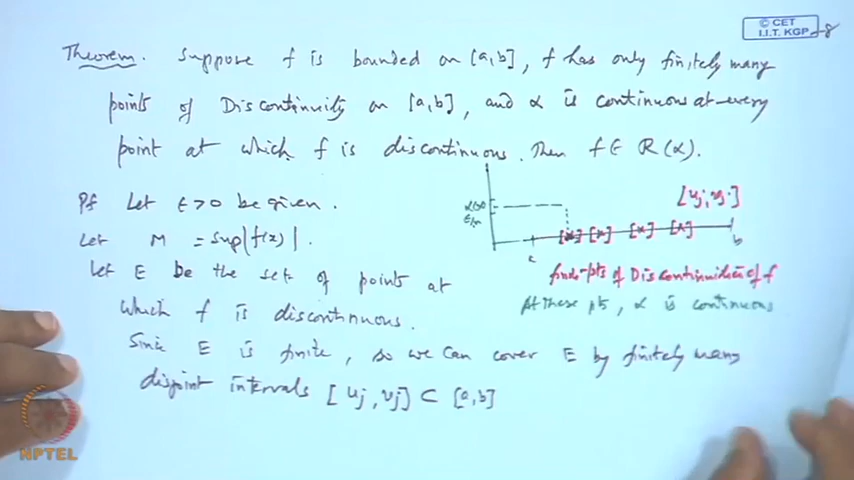 © CET
I.I.T. KGP
Theorem. Suppose f is bounded on [a,b], f has only finitely many
points of Discontinuity on [a,b], and α is continuous at every
point at which f is discontinuous. Then f ∈ R(α).
Pf Let ε>0 be given.
Let M = sup|f(x)|.
Let E be the set of points at
which f is discontinuous.
Since E is finite, so we can cover E by finitely many
disjoint intervals [uj, vj] ⊂ [a,b]
[uj, vj]
b
pts of Discontinuities of f
At these pts, α is continuous
NPTEL